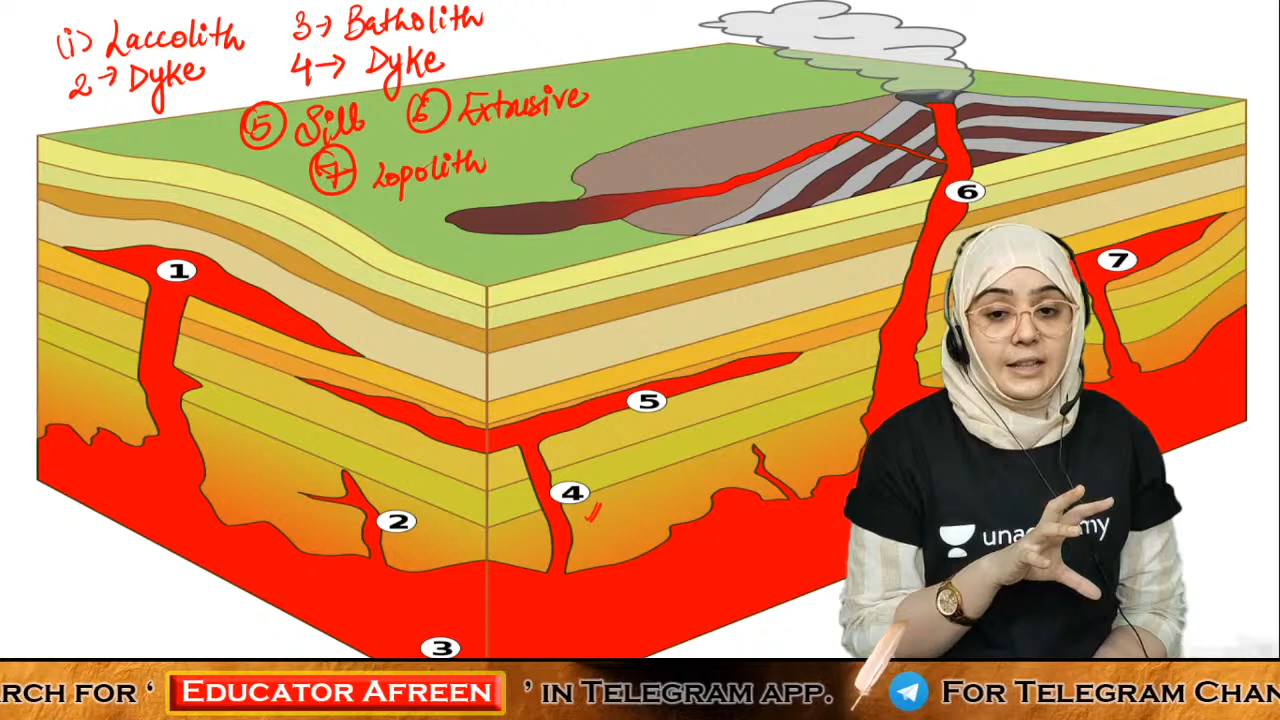 (i) Laccolith
2→ Dyke
3→ Batholith
4→ Dyke
⑤ Sill ⑥ Extrusive
⑦ Lopolith
1
6
7
5
4
2
3
unacademy
RCH FOR ‘ EDUCATOR AFREEN ’ IN TELEGRAM APP. FOR TELEGRAM CHAN